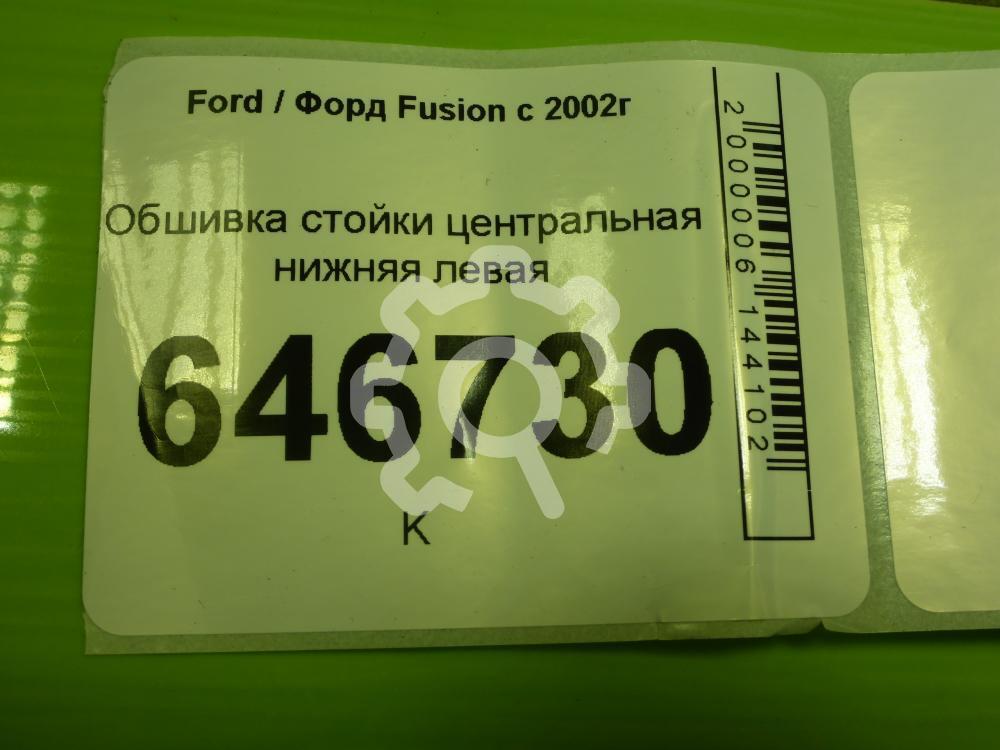 Ford / Форд Fusion с 2002г
Обшивка стойки центральная
нижняя левая
646730
К
2000006144102